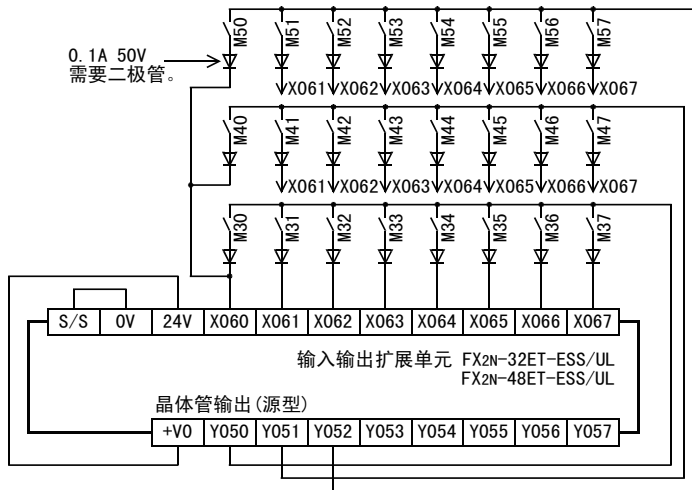 M50 M51 M52 M53 M54 M55 M56 M57
0.1A 50V
需要二极管。
X061 X062 X063 X064 X065 X066 X067
M40 M41 M42 M43 M44 M45 M46 M47
X061 X062 X063 X064 X065 X066 X067
M30 M31 M32 M33 M34 M35 M36 M37
S/S 0V 24V X060 X061 X062 X063 X064 X065 X066 X067
输入输出扩展单元 FX2N-32ET-ESS/UL
FX2N-48ET-ESS/UL
晶体管输出(源型)
+V0 Y050 Y051 Y052 Y053 Y054 Y055 Y056 Y057